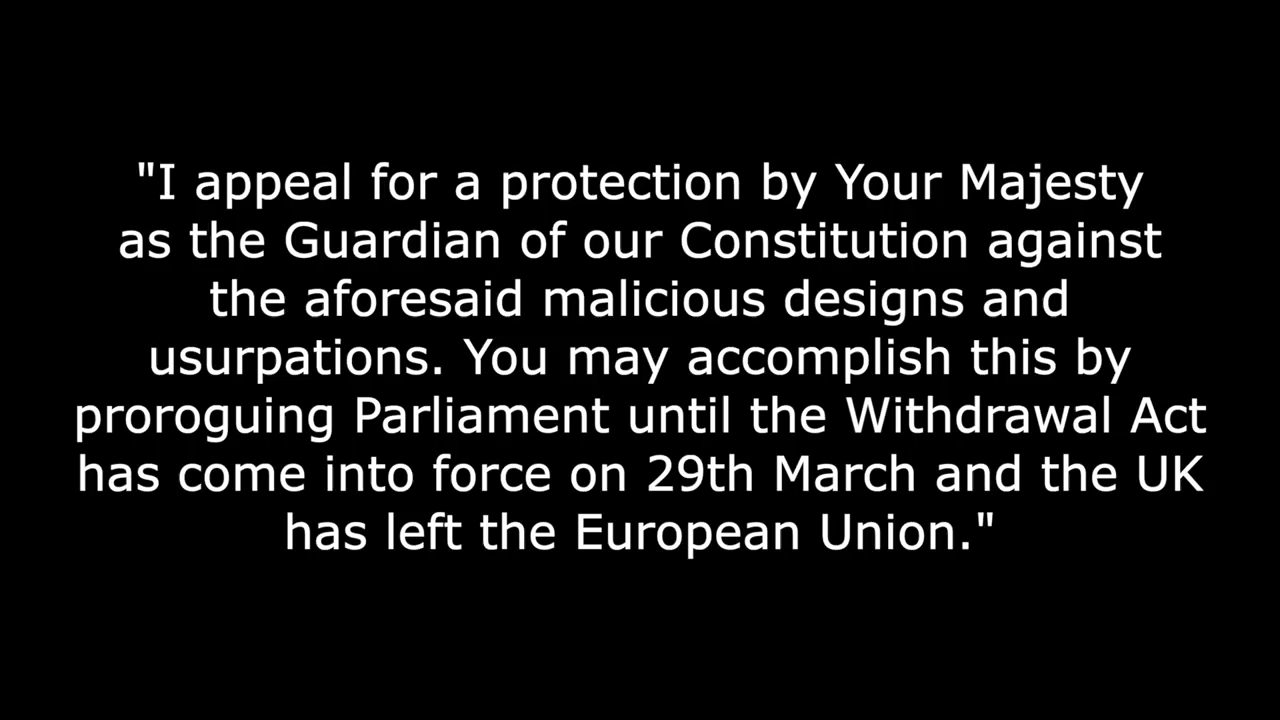 "I appeal for a protection by Your Majesty
as the Guardian of our Constitution against
the aforesaid malicious designs and
usurpations. You may accomplish this by
proroguing Parliament until the Withdrawal Act
has come into force on 29th March and the UK
has left the European Union."